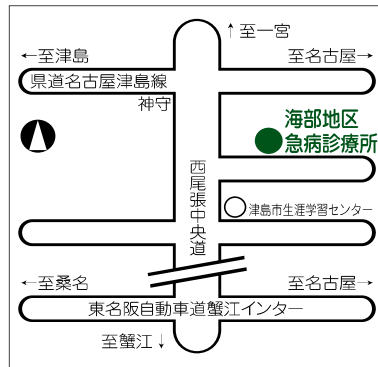 ↑至一宮
←至津島
至名古屋→
県道名古屋津島線
神守
海部地区
急病診療所
西尾張中央道
津島市生涯学習センター
←至桑名
至名古屋→
東名阪自動車道蟹江インター
至蟹江↓